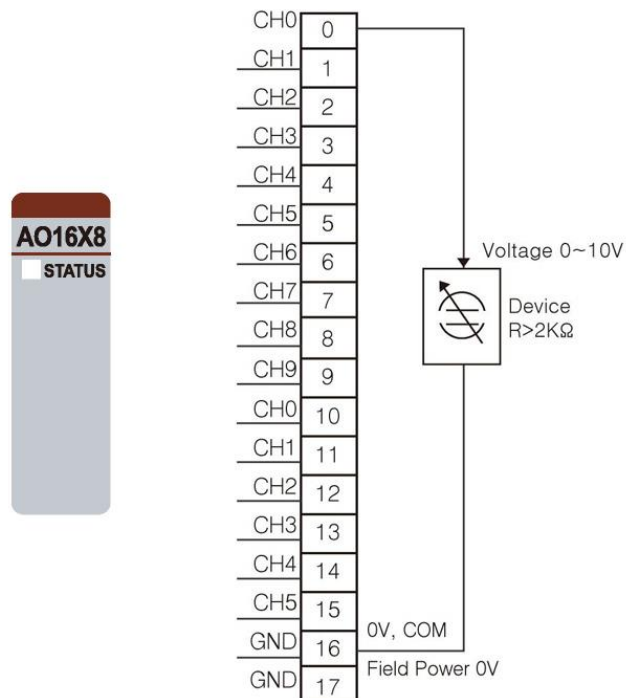 AO16X8
STATUS
CH0 0
CH1 1
CH2 2
CH3 3
CH4 4
CH5 5
CH6 6
CH7 7
CH8 8
CH9 9
CH0 10
CH1 11
CH2 12
CH3 13
CH4 14
CH5 15
GND 16
GND 17
Voltage 0~10V
Device
R>2KΩ
0V, COM
Field Power 0V